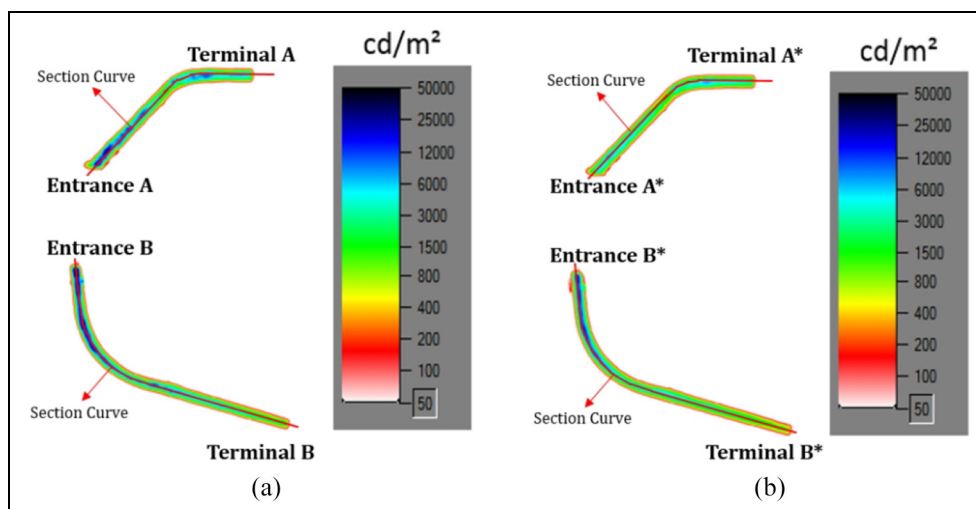 cd/m²
Terminal A
Section Curve
50000
25000
12000
6000
3000
1500
800
400
200
100
50
Entrance A
Entrance B
Section Curve
Terminal B
(a)
cd/m²
Terminal A*
Section Curve
50000
25000
12000
6000
3000
1500
800
400
200
100
50
Entrance A*
Entrance B*
Section Curve
Terminal B*
(b)